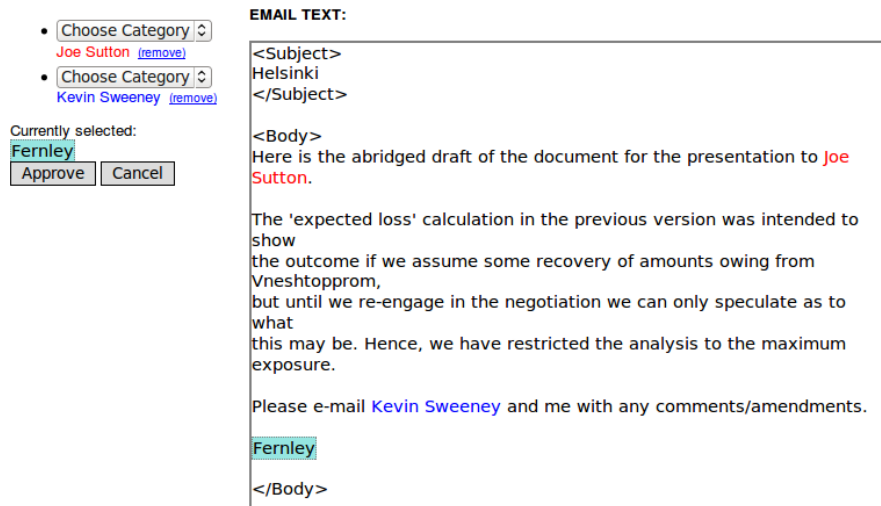 Choose Category
Joe Sutton (remove)
Choose Category
Kevin Sweeney (remove)
Currently selected:
Fernley
Approve Cancel
EMAIL TEXT:
<Subject>
Helsinki
</Subject>
<Body>
Here is the abridged draft of the document for the presentation to Joe
Sutton.
The 'expected loss' calculation in the previous version was intended to
show
the outcome if we assume some recovery of amounts owing from
Vneshtopprom,
but until we re-engage in the negotiation we can only speculate as to
what
this may be. Hence, we have restricted the analysis to the maximum
exposure.
Please e-mail Kevin Sweeney and me with any comments/amendments.
Fernley
</Body>